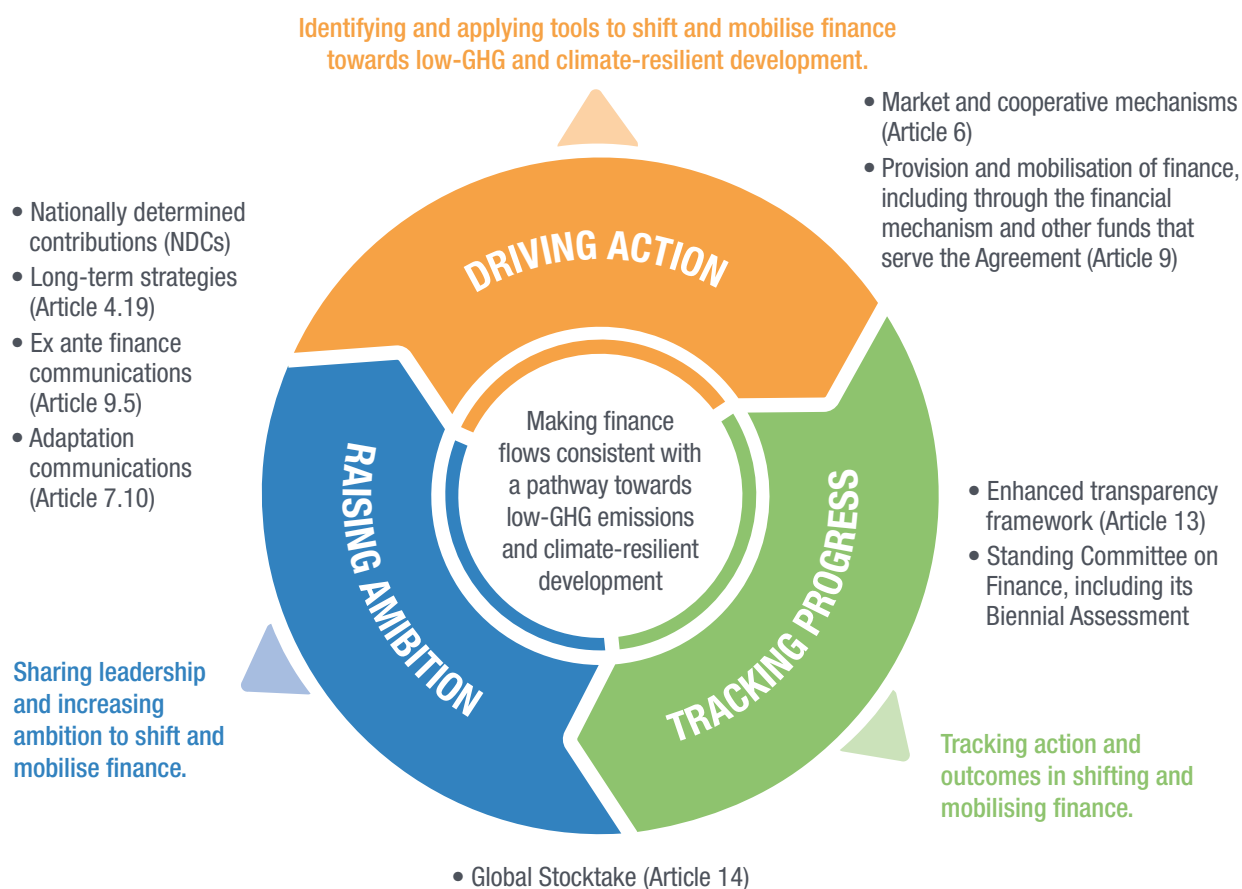 Identifying and applying tools to shift and mobilise finance
towards low-GHG and climate-resilient development.
• Market and cooperative mechanisms
(Article 6)
• Provision and mobilisation of finance,
including through the financial
mechanism and other funds that
serve the Agreement (Article 9)
• Nationally determined
contributions (NDCs)
• Long-term strategies
(Article 4.19)
• Ex ante finance
communications
(Article 9.5)
• Adaptation
communications
(Article 7.10)
DRIVING ACTION
RAISING AMIBITION
TRACKING PROGRESS
Making finance
flows consistent with
a pathway towards
low-GHG emissions
and climate-resilient
development
• Enhanced transparency
framework (Article 13)
• Standing Committee on
Finance, including its
Biennial Assessment
Sharing leadership
and increasing
ambition to shift and
mobilise finance.
Tracking action and
outcomes in shifting and
mobilising finance.
• Global Stocktake (Article 14)